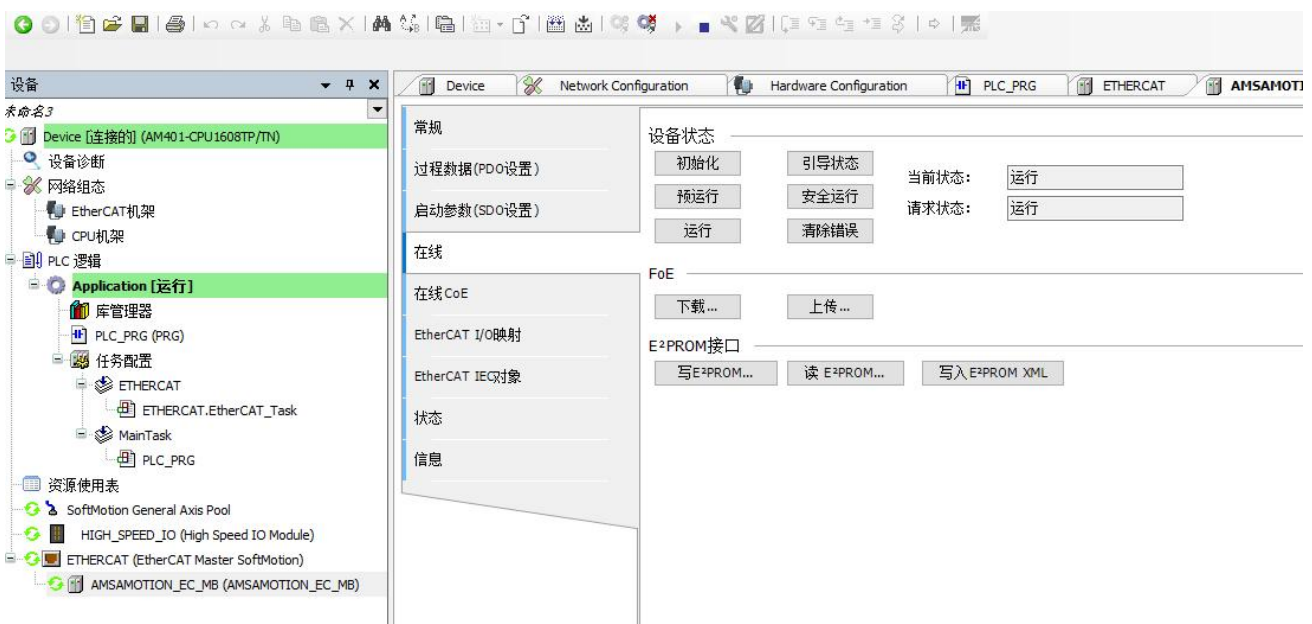 设备
未命名3
Device [连接的] (AM401-CPU1608TP/TN)
设备诊断
网络组态
EtherCAT机架
CPU机架
PLC 逻辑
Application [运行]
库管理器
PLC_PRG (PRG)
任务配置
ETHERCAT
ETHERCAT.EtherCAT_Task
MainTask
PLC_PRG
资源使用表
SoftMotion General Axis Pool
HIGH_SPEED_IO (High Speed IO Module)
ETHERCAT (EtherCAT Master SoftMotion)
AMSAMOTION_EC_MB (AMSAMOTION_EC_MB)
Device Network Configuration Hardware Configuration PLC_PRG ETHERCAT AMSAMOTI
常规
过程数据(PDO设置)
启动参数(SDO设置)
在线
在线CoE
EtherCAT I/O映射
EtherCAT IEC对象
状态
信息
设备状态
初始化 引导状态
当前状态: 运行
预运行 安全运行
请求状态: 运行
运行 清除错误
FoE
下载... 上传...
E²PROM接口
写E²PROM... 读 E²PROM... 写入E²PROM XML